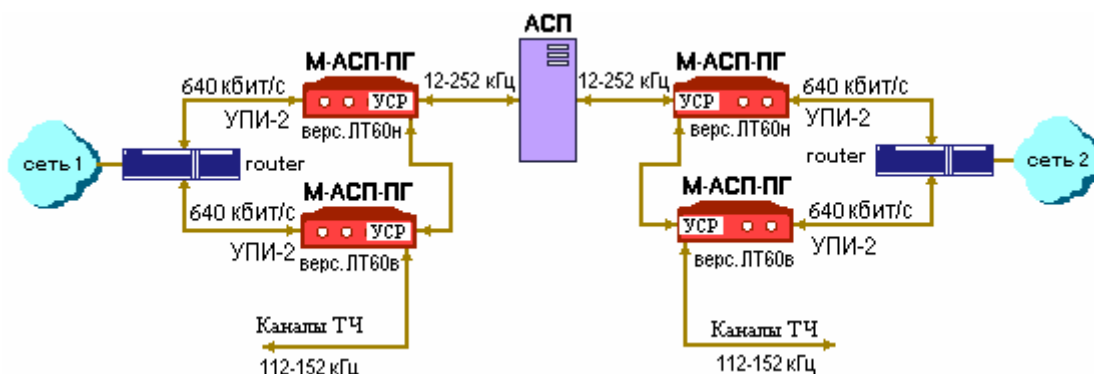 АСП
М-АСП-ПГ
М-АСП-ПГ
640 кбит/с
12-252 кГц
12-252 кГц
640 кбит/с
УСР
УСР
УПИ-2
верс. ЛТ60н
верс. ЛТ60н
УПИ-2
сеть 1
router
router
сеть 2
М-АСП-ПГ
М-АСП-ПГ
640 кбит/с
УСР
УСР
640 кбит/с
УПИ-2
верс. ЛТ60в
верс. ЛТ60в
УПИ-2
Каналы ТЧ
Каналы ТЧ
112-152 кГц
112-152 кГц